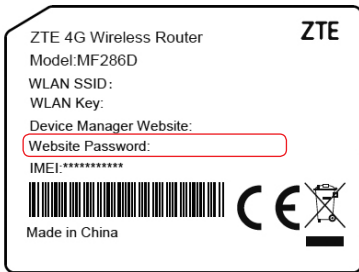 ZTE
ZTE 4G Wireless Router
Model:MF286D
WLAN SSID:
WLAN Key:
Device Manager Website:
Website Password:
IMEI:***********
CE
Made in China